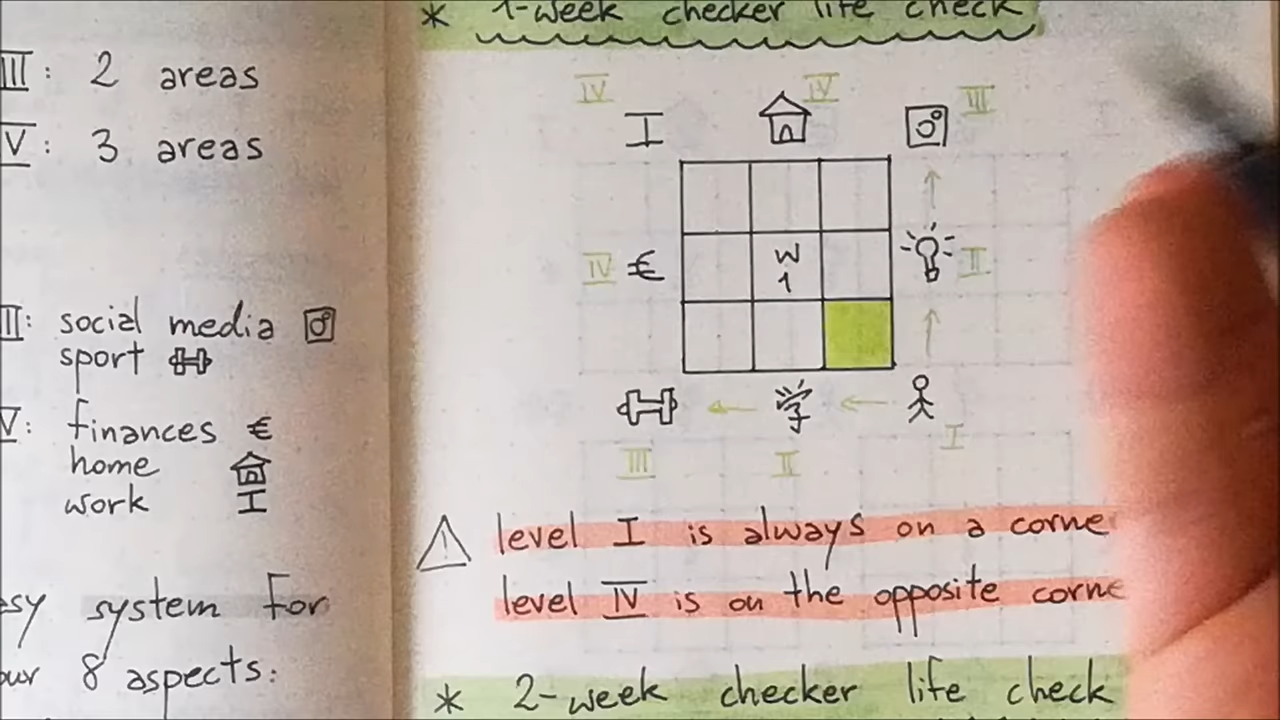 III: 2 areas
V: 3 areas
II: social media
sport
V: finances €
home
work I
system for
8 aspects:
* 1-week checker life check
IV IV III
I
IV € W II
1
I
III II
! level I is always on a corne
level IV is on the opposite corne
* 2-week checker life check